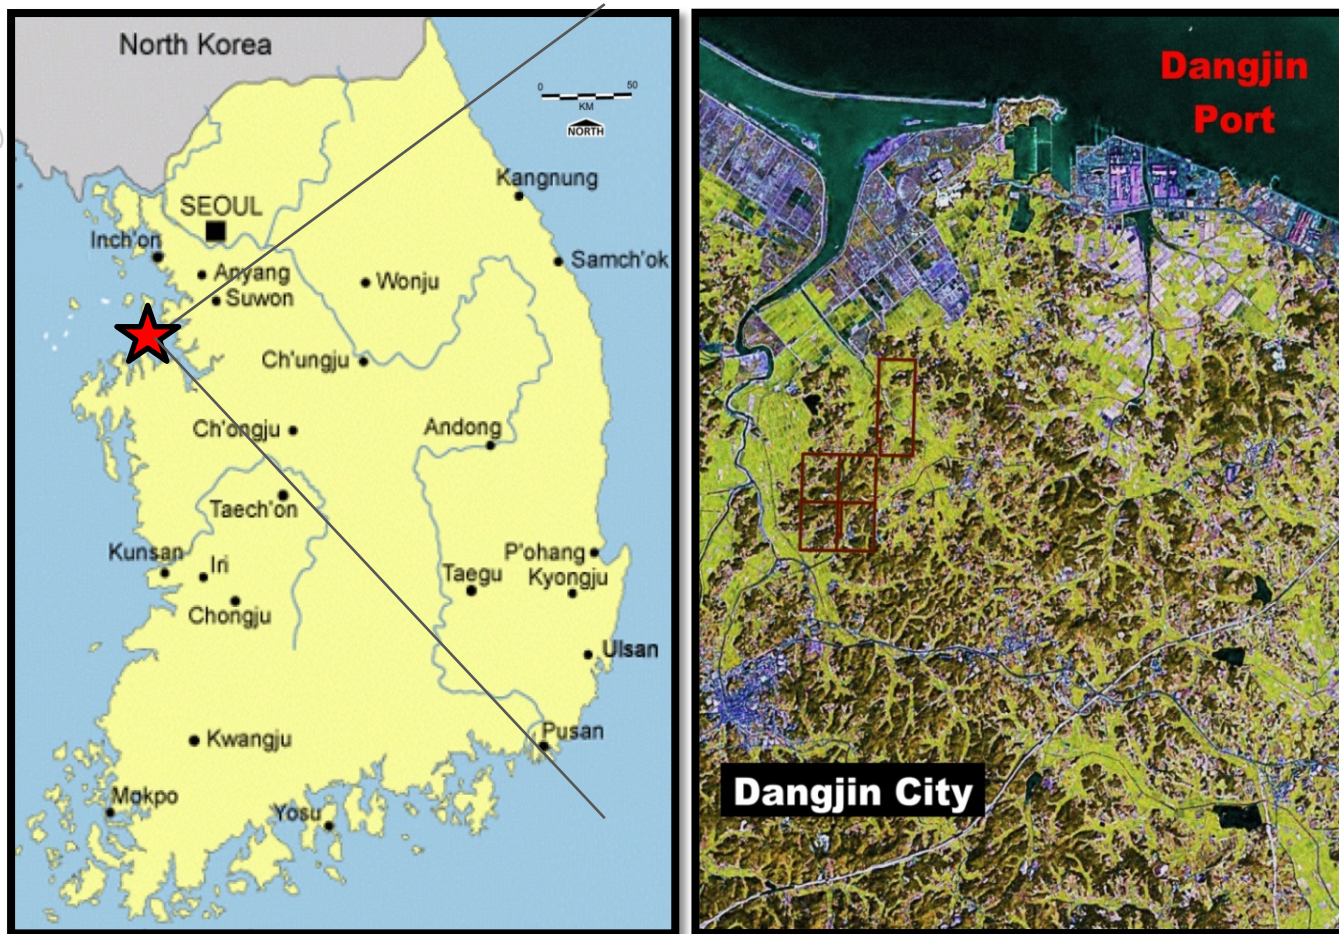 North Korea
0 50
KM
NORTH
Kangnung
SEOUL
Inch'on
Samch'ok
Anyang
Wonju
Suwon
Ch'ungju
Ch'ongju
Andong
Taech'on
Kunsan
Iri
P'ohang
Taegu
Kyongju
Chongju
Ulsan
Pusan
Kwangju
Mokpo
Yosu
Dangjin
Port
Dangjin City